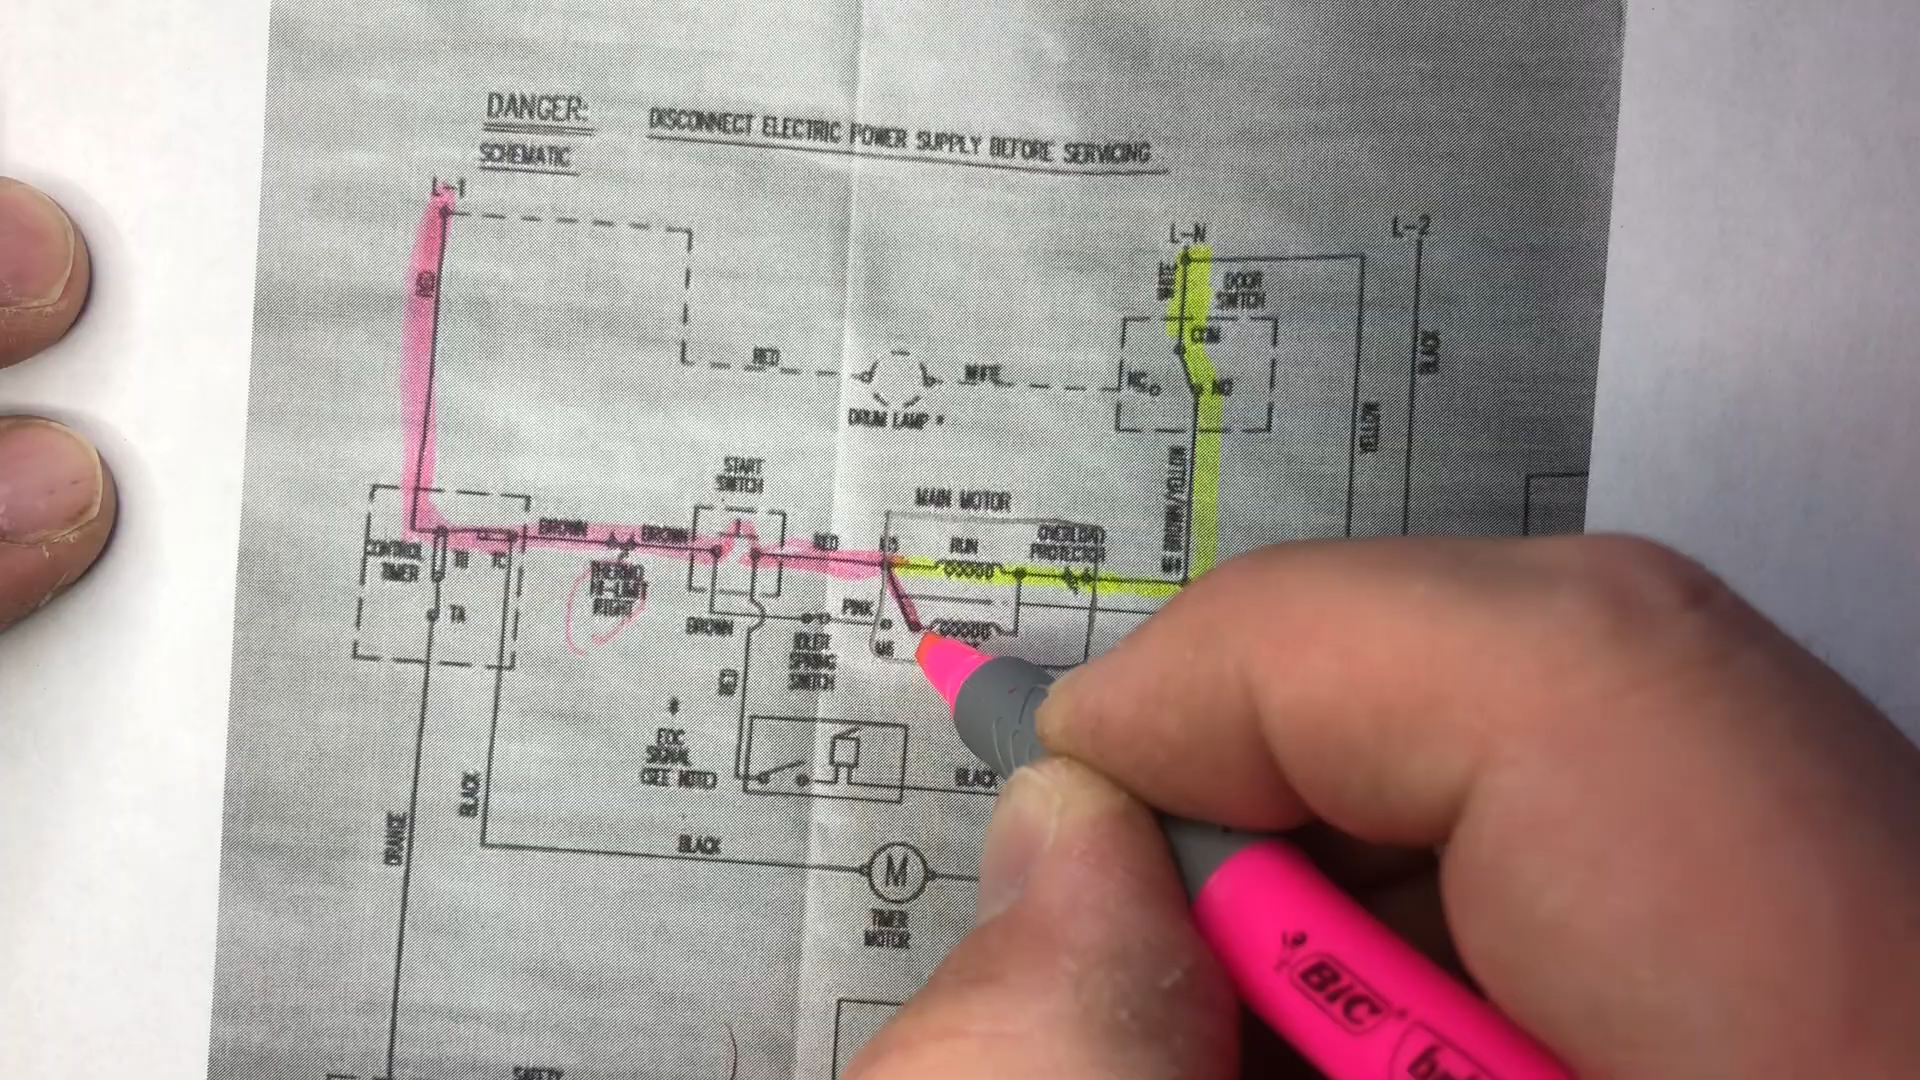 DANGER:
DISCONNECT ELECTRIC POWER SUPPLY BEFORE SERVICING
SCHEMATIC
L-1
L-N
L-2
RED
WHITE
DOOR
SWITCH
COM
NC
NO
BLACK
YELLOW
RED
WHITE
DRUM LAMP *
START
SWITCH
MAIN MOTOR
CONTROL
TIMER
TB
TC
TA
BROWN
BROWN
THERMO.
HI-LIMIT
RIGHT
RED
RUN
OVERLOAD
PROTECTOR
BROWN
PINK
M6
IDLER
SPRING
SWITCH
RED
*
EOC
SIGNAL
(SEE NOTE)
BLACK
BLACK
ORANGE
BLACK
M
TIMER
MOTOR
SAFETY
BIC